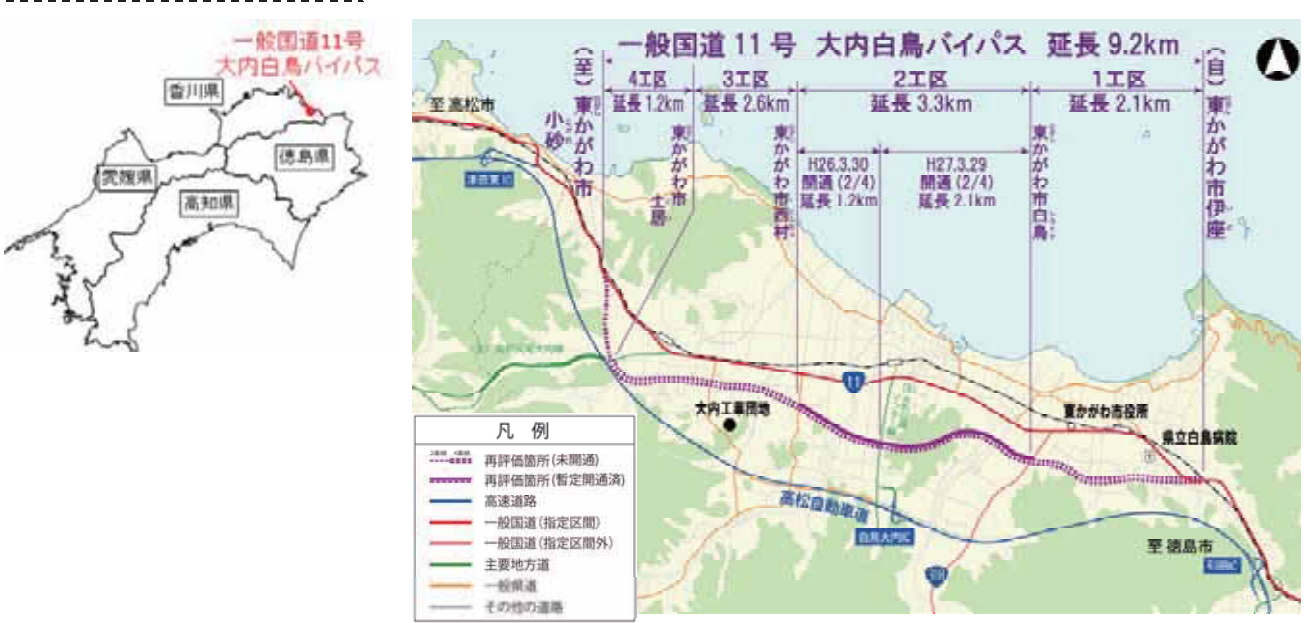 一般国道11号
大内白鳥バイパス
香川県
徳島県
愛媛県
高知県
一般国道 11 号 大内白鳥バイパス 延長 9.2km
(至)東かがわ市小砂
(自)東かがわ市伊座
4工区
延長 1.2km
3工区
延長 2.6km
2工区
延長 3.3km
1工区
延長 2.1km
至 高松市
東かがわ市土居
東かがわ市西村
H26.3.30
開通 (2/4)
延長 1.2km
H27.3.29
開通 (2/4)
延長 2.1km
東かがわ市白鳥
11
大内工業団地
東かがわ市役所
県立白鳥病院
高松自動車道
白鳥大内IC
至 徳島市
引田IC
凡 例
再評価箇所(未開通)
再評価箇所(暫定開通済)
高速道路
一般国道(指定区間)
一般国道(指定区間外)
主要地方道
一般県道
その他の道路